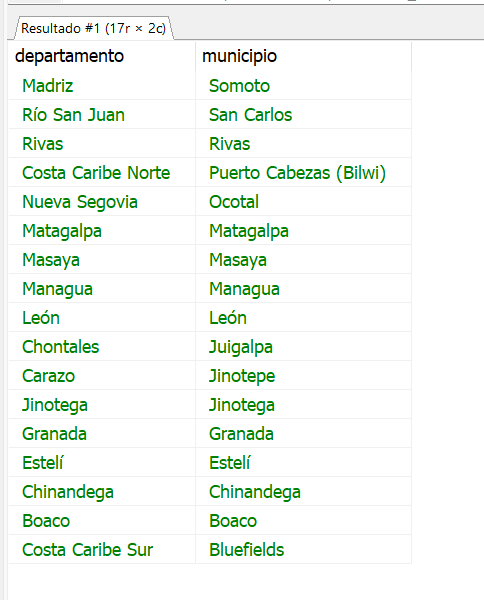 Resultado #1 (17r × 2c)
departamento municipio
Madriz Somoto
Río San Juan San Carlos
Rivas Rivas
Costa Caribe Norte Puerto Cabezas (Bilwi)
Nueva Segovia Ocotal
Matagalpa Matagalpa
Masaya Masaya
Managua Managua
León León
Chontales Juigalpa
Carazo Jinotepe
Jinotega Jinotega
Granada Granada
Estelí Estelí
Chinandega Chinandega
Boaco Boaco
Costa Caribe Sur Bluefields